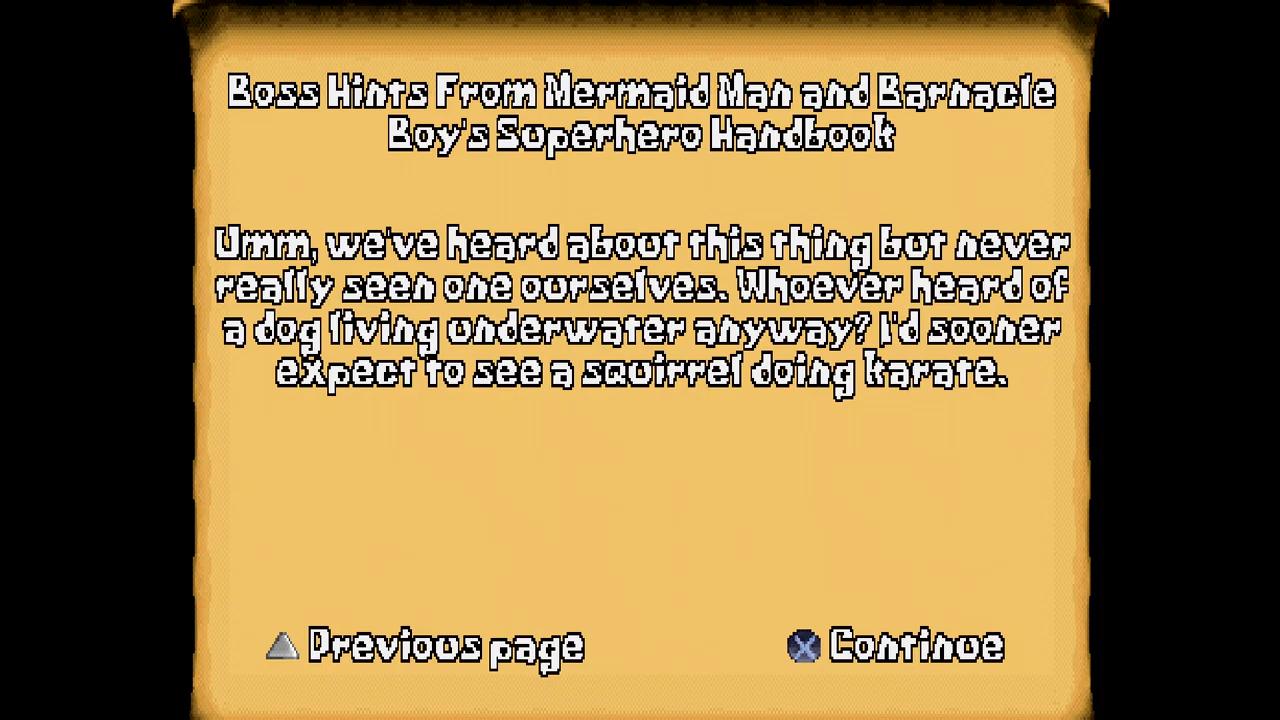 Boss Hints From Mermaid Man and Barnacle
Boy's Superhero Handbook
Umm, we've heard about this thing but never
really seen one ourselves. Whoever heard of
a dog living underwater anyway? I'd sooner
expect to see a squirrel doing karate.
Previous page
Continue